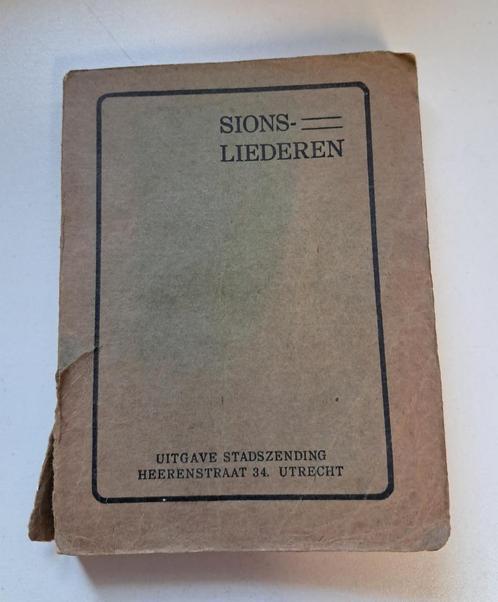 SIONS-
LIEDEREN
UITGAVE STADSZENDING
HEERENSTRAAT 34. UTRECHT